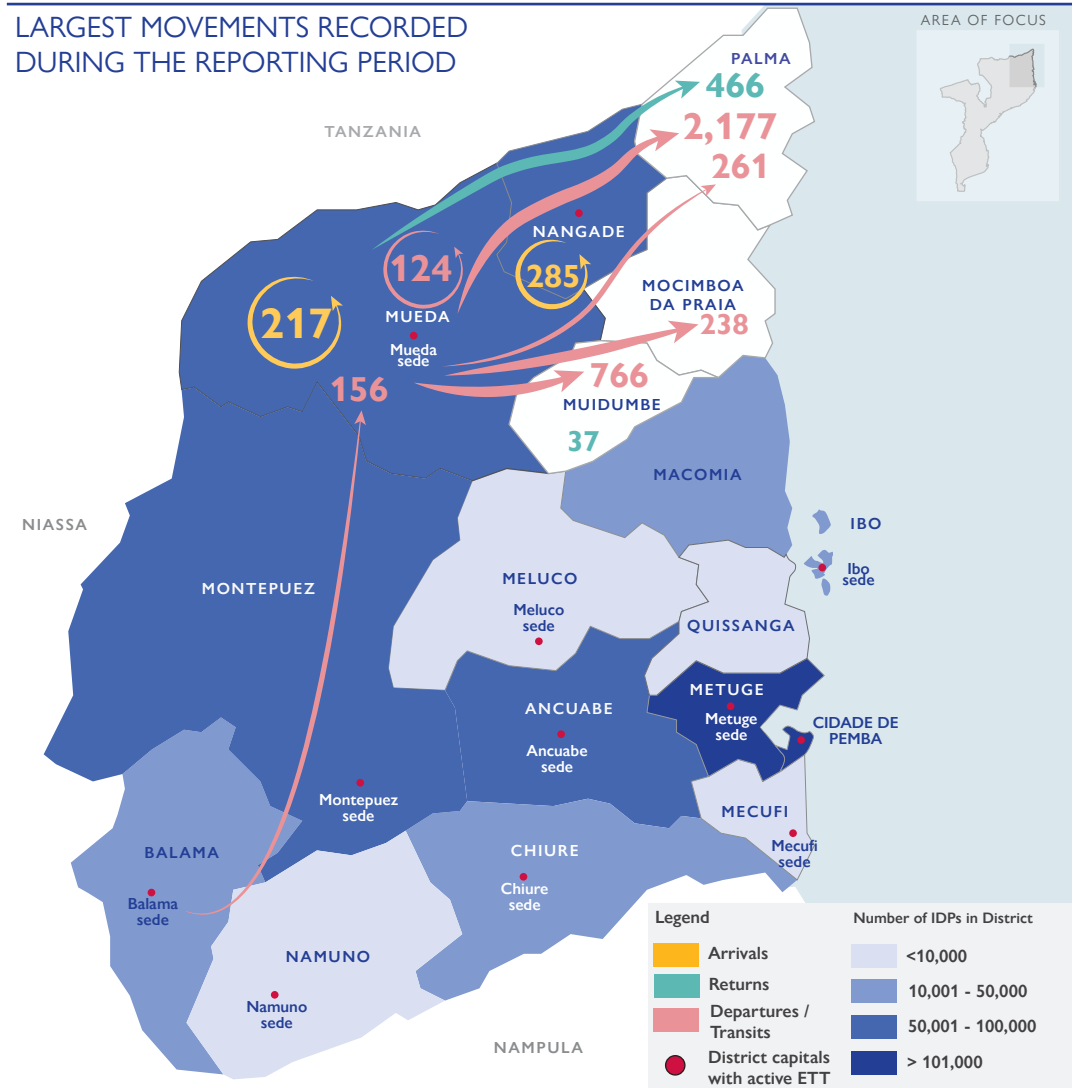 LARGEST MOVEMENTS RECORDED
DURING THE REPORTING PERIOD
AREA OF FOCUS
PALMA
466
2,177
261
TANZANIA
NANGADE
124
285
217
MUEDA
Mueda
sede
MOCIMBOA
DA PRAIA
238
156
766
MUIDUMBE
37
MACOMIA
NIASSA
IBO
Ibo
sede
MONTEPUEZ
MELUCO
Meluco
sede
QUISSANGA
METUGE
Metuge
sede
ANCUABE
Ancuabe
sede
CIDADE DE
PEMBA
Montepuez
sede
MECUFI
Mecufi
sede
BALAMA
Balama
sede
CHIURE
Chiure
sede
NAMUNO
Namuno
sede
NAMPULA
Legend
Arrivals
Returns
Departures /
Transits
District capitals
with active ETT
Number of IDPs in District
<10,000
10,001 - 50,000
50,001 - 100,000
> 101,000